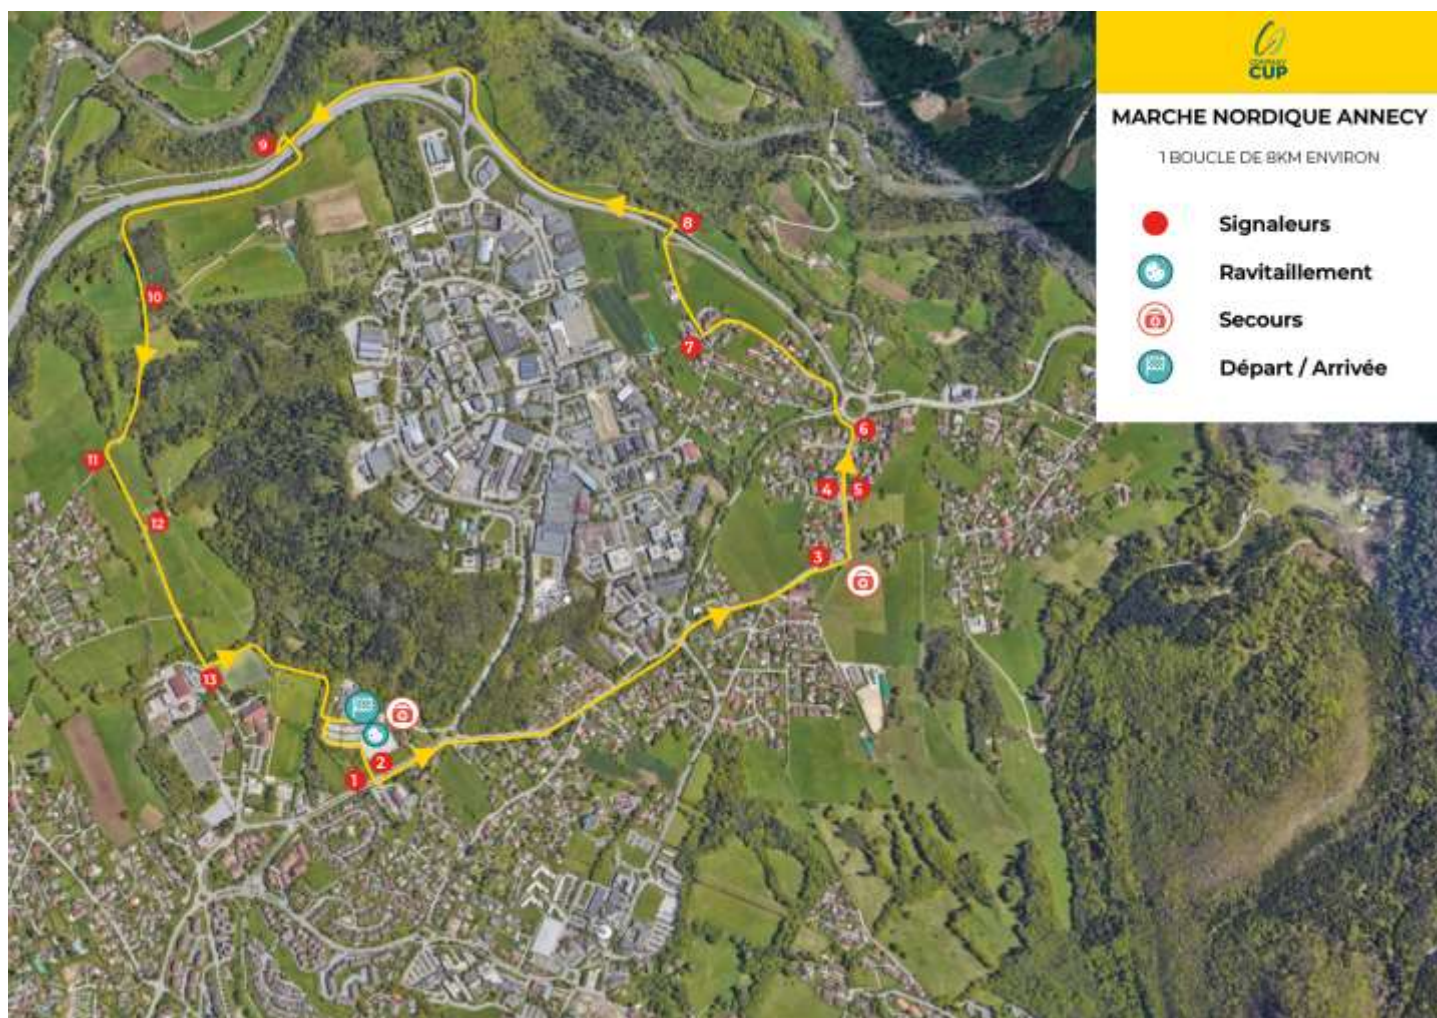 COMPANY
CUP
MARCHE NORDIQUE ANNECY
1 BOUCLE DE 8KM ENVIRON
Signaleurs
Ravitaillement
Secours
Départ / Arrivée
9
8
10
7
6
11
4
5
12
3
13
2
1